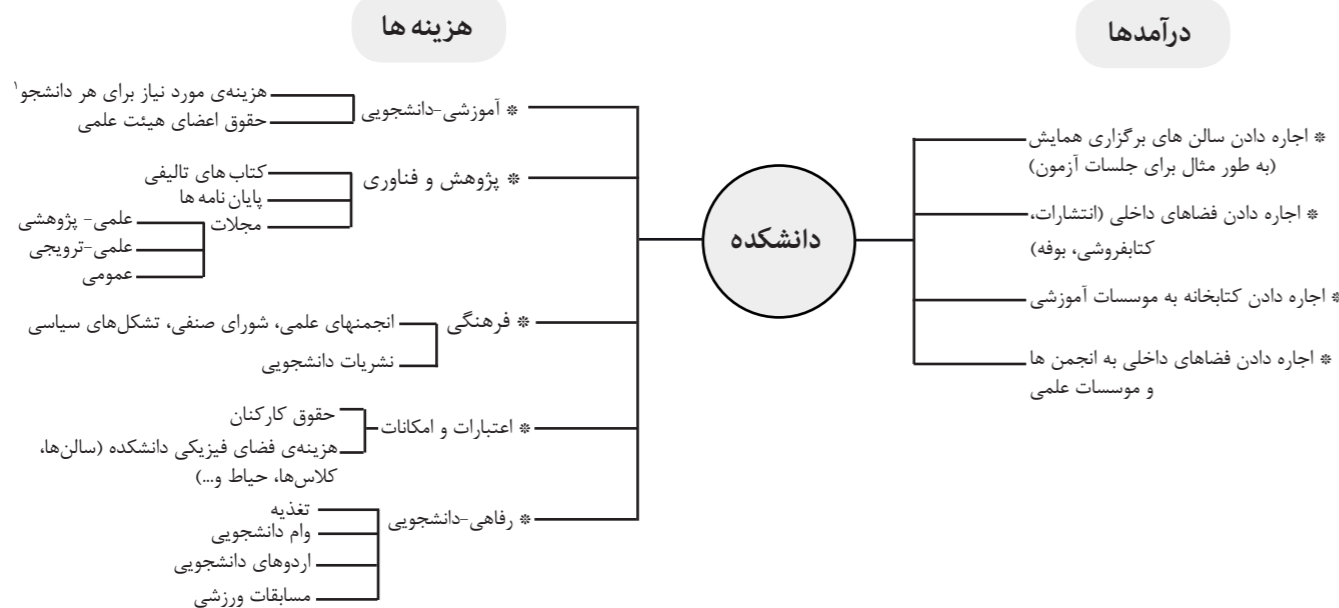 درآمدها
* اجاره دادن سالن های برگزاری همایش
(به طور مثال برای جلسات آزمون)
* اجاره دادن فضاهای داخلی (انتشارات،
کتابفروشی، بوفه)
* اجاره دادن کتابخانه به موسسات آموزشی
* اجاره دادن فضاهای داخلی به انجمن ها
و موسسات علمی
دانشکده
هزینه ها
* آموزشی-دانشجویی
هزینه‌ی مورد نیاز برای هر دانشجو۱
حقوق اعضای هیئت علمی
* پژوهش و فناوری
کتاب های تالیفی
پایان نامه ها
مجلات
علمی- پژوهشی
علمی-ترویجی
عمومی
* فرهنگی
انجمنهای علمی، شورای صنفی، تشکل‌های سیاسی
نشریات دانشجویی
* اعتبارات و امکانات
حقوق کارکنان
هزینه‌ی فضای فیزیکی دانشکده (سالن‌ها،
کلاس‌ها، حیاط و...)
* رفاهی-دانشجویی
تغذیه
وام دانشجویی
اردوهای دانشجویی
مسابقات ورزشی